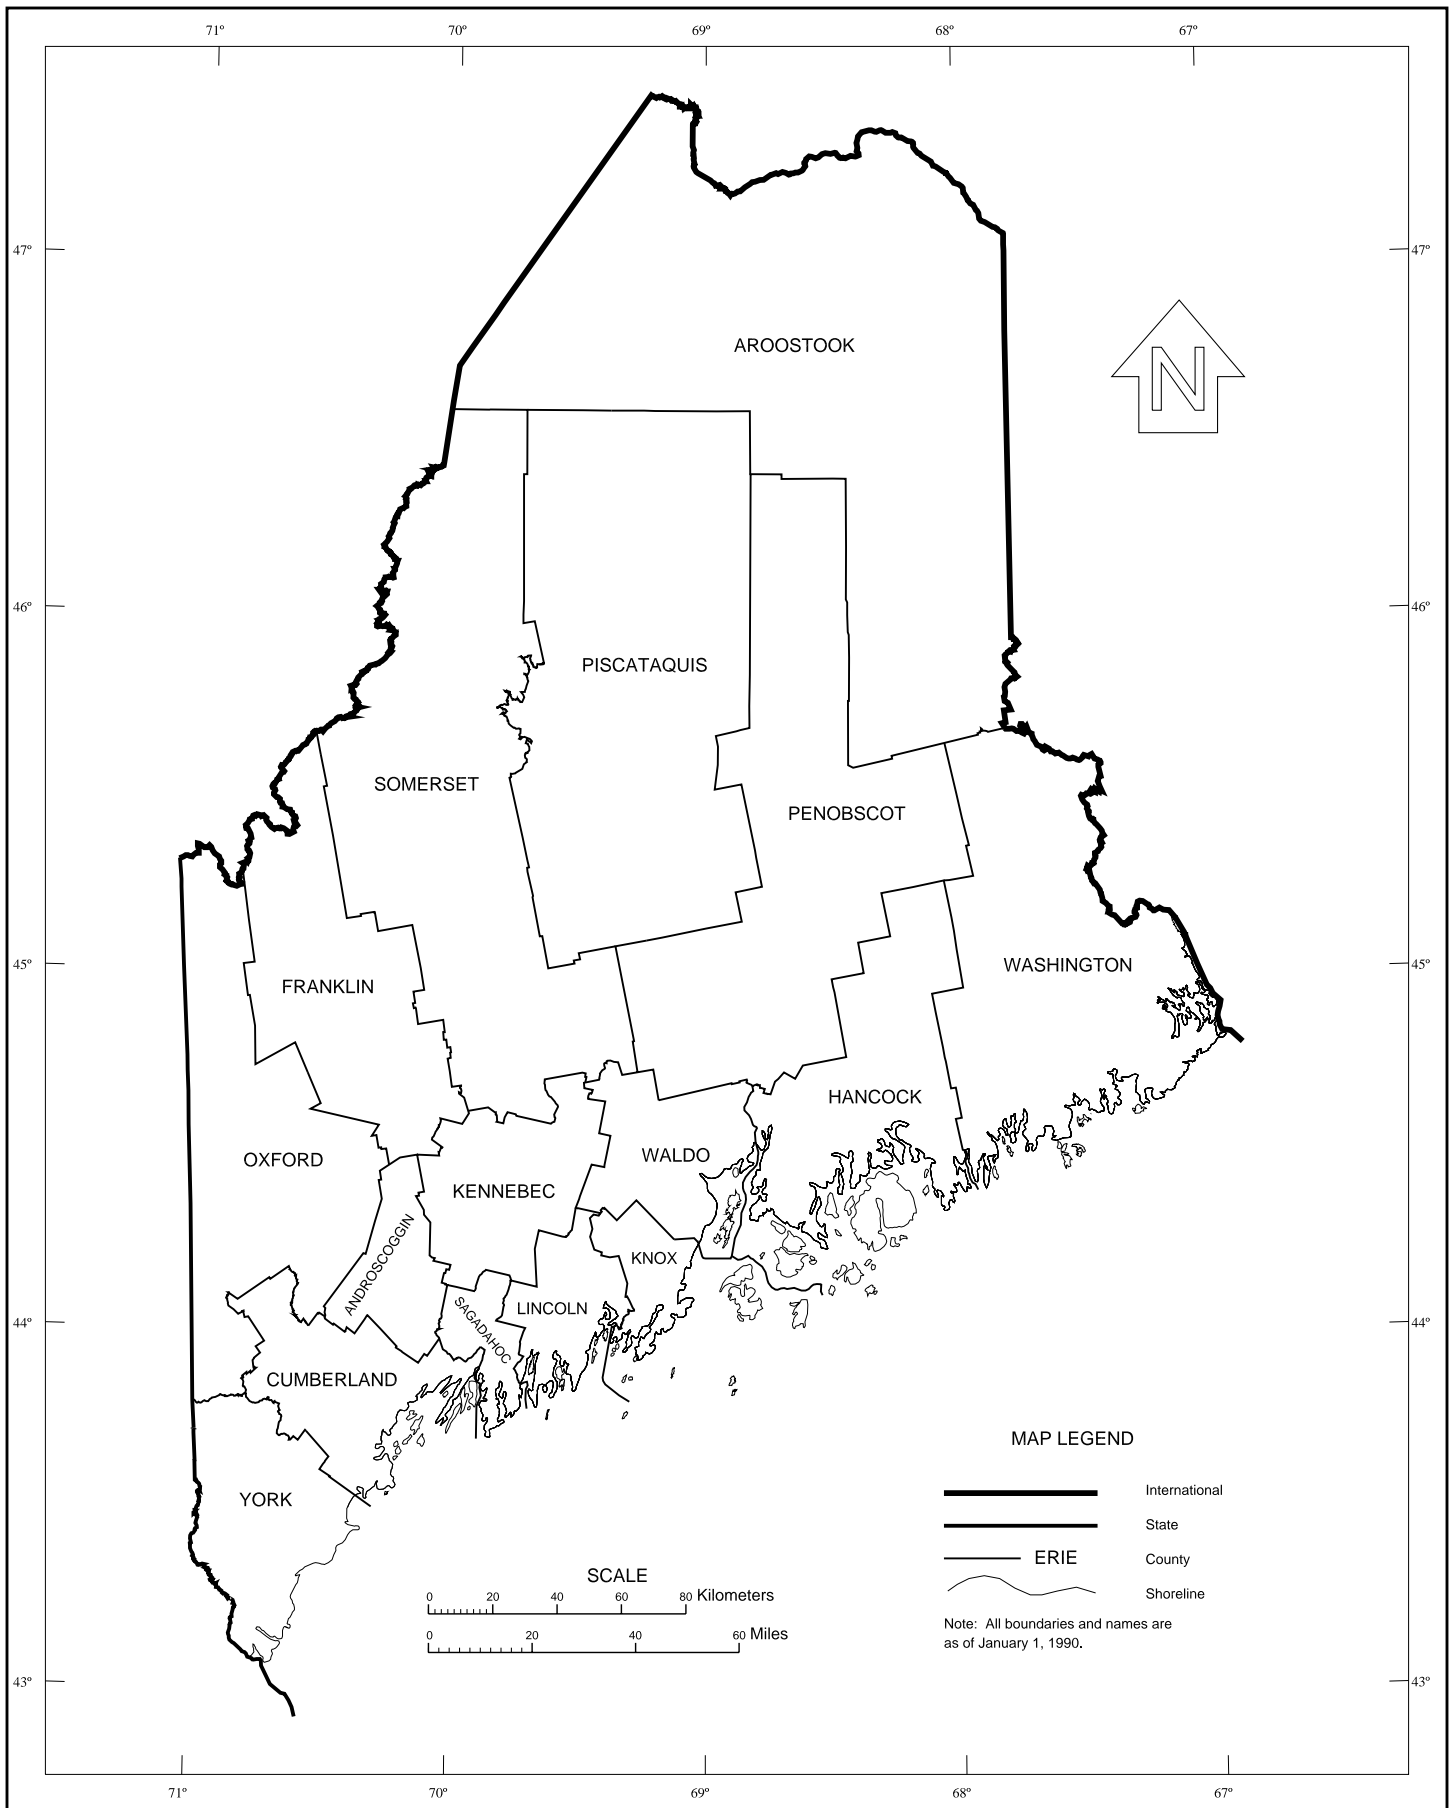 71° 70° 69° 68° 67°
47° 47°
N
AROOSTOOK
46° 46°
PISCATAQUIS
SOMERSET
PENOBSCOT
45° 45°
WASHINGTON
FRANKLIN
HANCOCK
OXFORD
WALDO
KENNEBEC
ANDROSCOGGIN
KNOX
SAGADAHOC
LINCOLN
44° 44°
CUMBERLAND
YORK
MAP LEGEND
International
State
ERIE County
Shoreline
Note: All boundaries and names are
as of January 1, 1990.
SCALE
0 20 40 60 80 Kilometers
0 20 40 60 Miles
43° 43°
71° 70° 69° 68° 67°